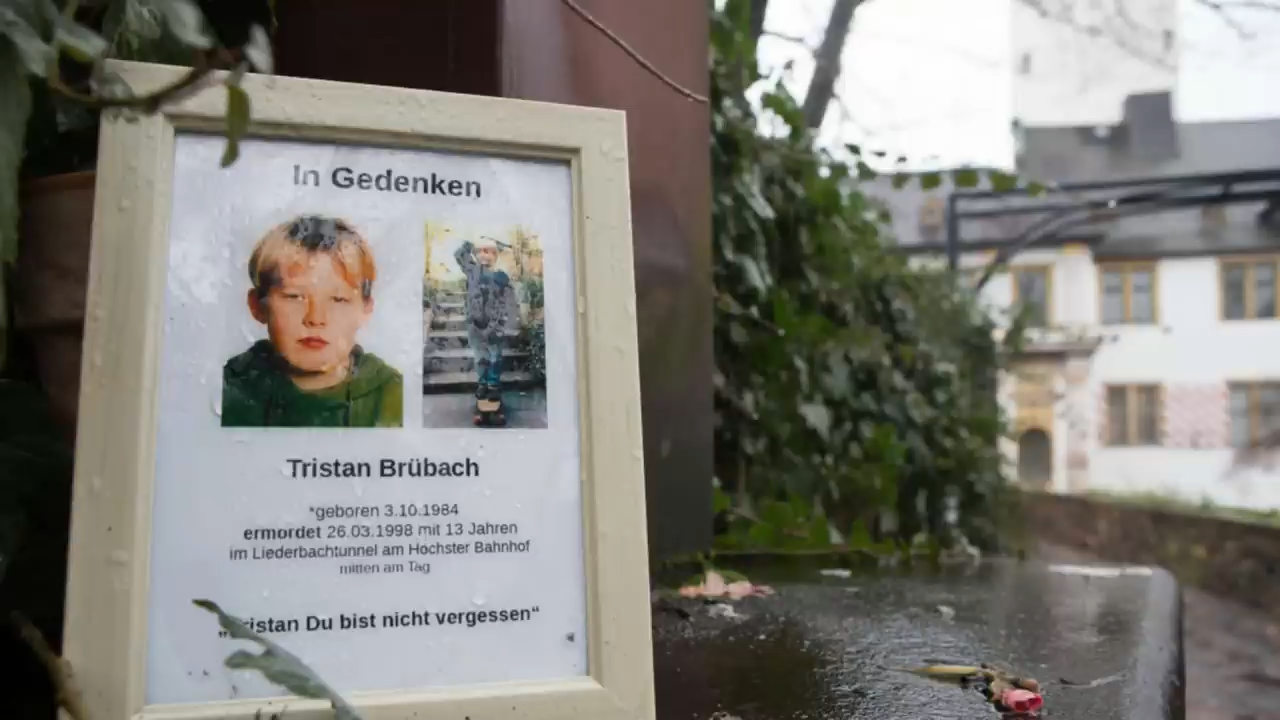 In Gedenken
Tristan Brübach
*geboren 3.10.1984
ermordet 26.03.1998 mit 13 Jahren
im Liederbachtunnel am Höchster Bahnhof
mitten am Tag
„Tristan Du bist nicht vergessen“